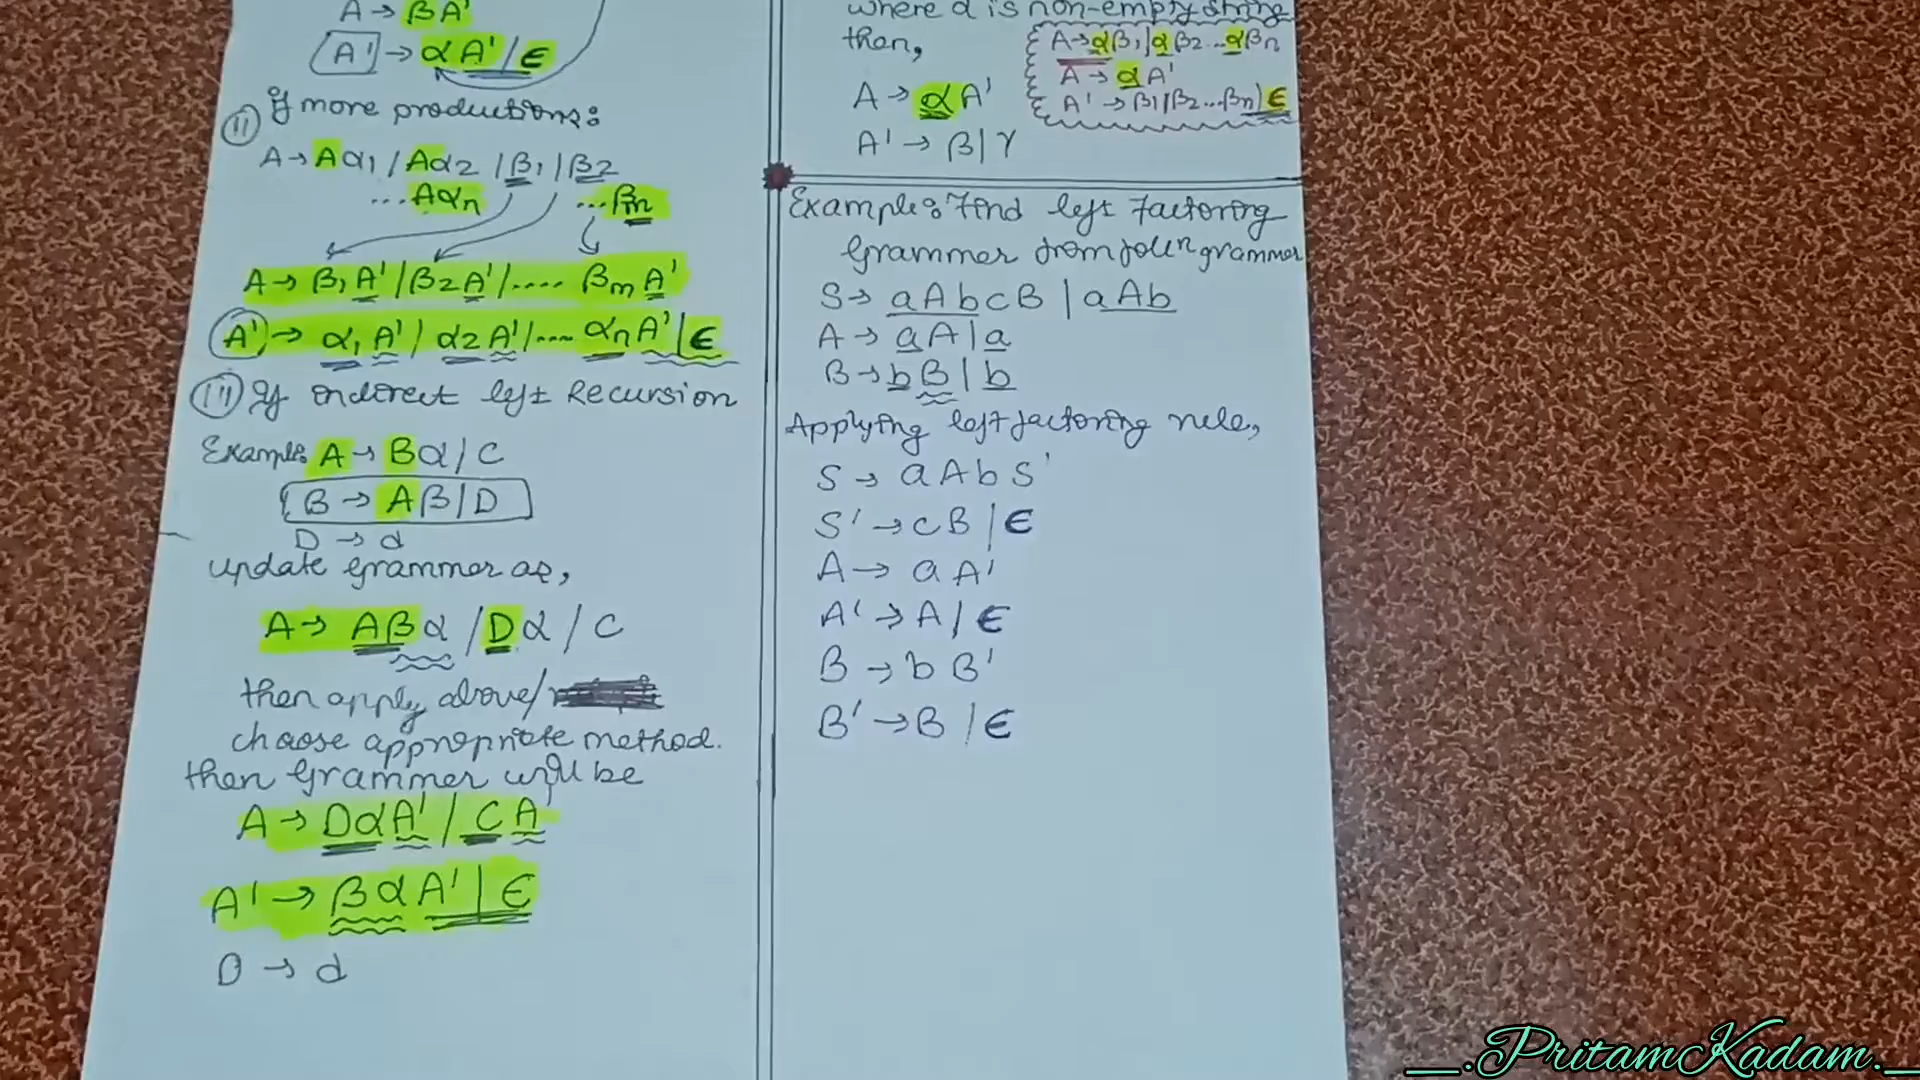 A → βA'
A' → αA' / ε
(ii) If more productions:
A → Aα1 / Aα2 / β1 / β2
... Aαn ... βm
A → β1A' / β2A' / .... βmA'
A' → α1A' / α2A' / .... αnA' | ε
(iii) If indirect left Recursion
Example: A → Bα / C
B → Aβ / D
D → d
update Grammer as,
A → ABα / Dα / C
then apply above/
choose appropriate method.
then Grammer will be
A → DαA' / CA'
A' → βαA' | ε
D → d
where α is non-empty string
then,
A → αA'
A' → β | γ
A → αβ1 | αβ2 ... αβn
A → αA'
A' → β1 | β2 ... βn | ε
Example: Find left Factoring
Grammer from grammer
S → aAbcB | aAb
A → aA | a
B → bB | b
Applying left factoring rule,
S → aAbS'
S' → cB | ε
A → aA'
A' → A / ε
B → bB'
B' → B / ε
__.PritamKadam.__